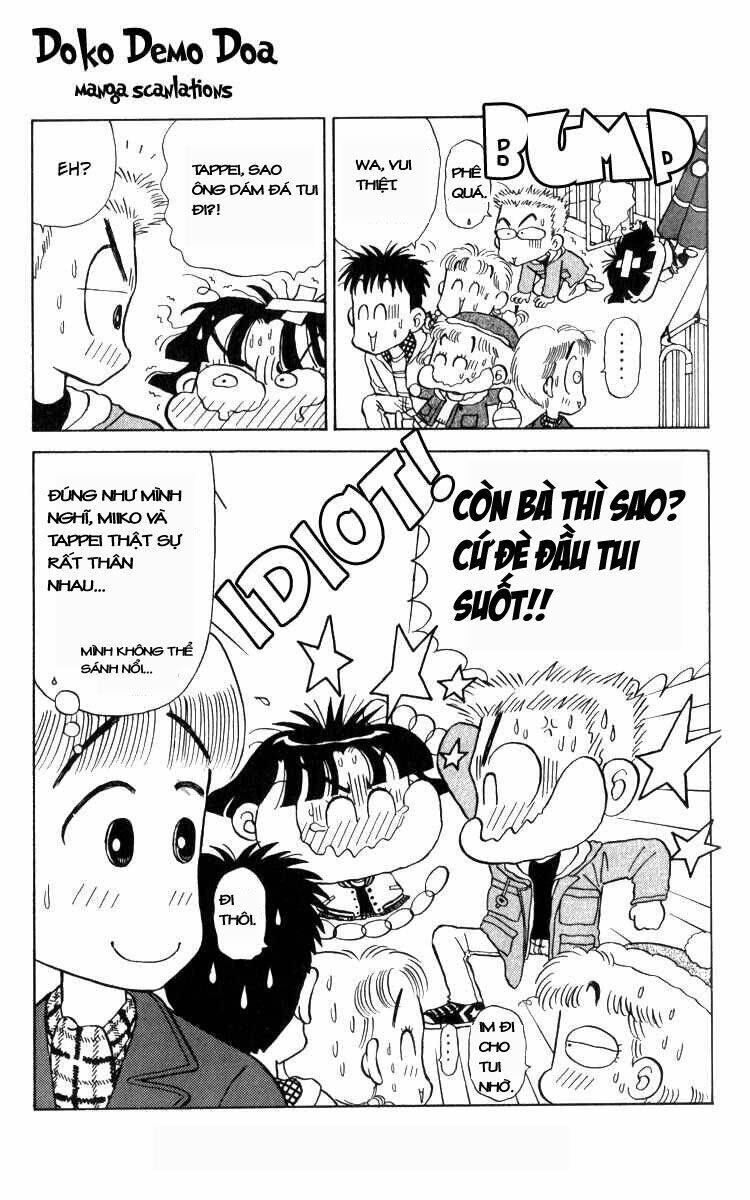 DOKO DEMO DOA
MANGA SCANLATIONS
BUMP
WA, VUI
THIỆT.
PHÊ
QUÁ.
.....
TAPPEI, SAO
ÔNG DÁM ĐÁ TUI
ĐI?!
EH?
CÒN BÀ THÌ SAO?
CỨ ĐÈ ĐẦU TUI
SUỐT!!
IDIOT!
ĐÚNG NHƯ MÌNH
NGHĨ, MIIKO VÀ
TAPPEI THẬT SỰ
RẤT THÂN
NHAU...
MÌNH KHÔNG THỂ
SÁNH NỔI...
ĐI
THÔI.
....
IM ĐI
CHO
TUI
NHỜ.